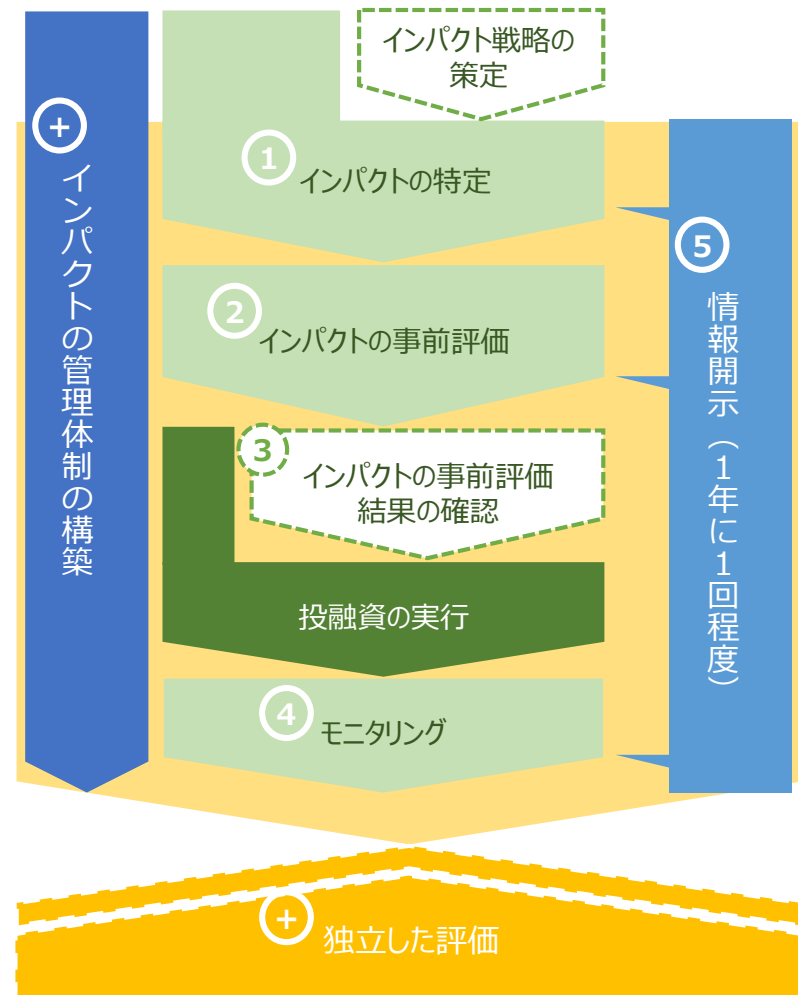 インパクト戦略の
策定
+
インパクトの管理体制の構築
1
インパクトの特定
2
インパクトの事前評価
3
インパクトの事前評価
結果の確認
投融資の実行
4
モニタリング
5
情報開示（1年に1回程度）
+
独立した評価